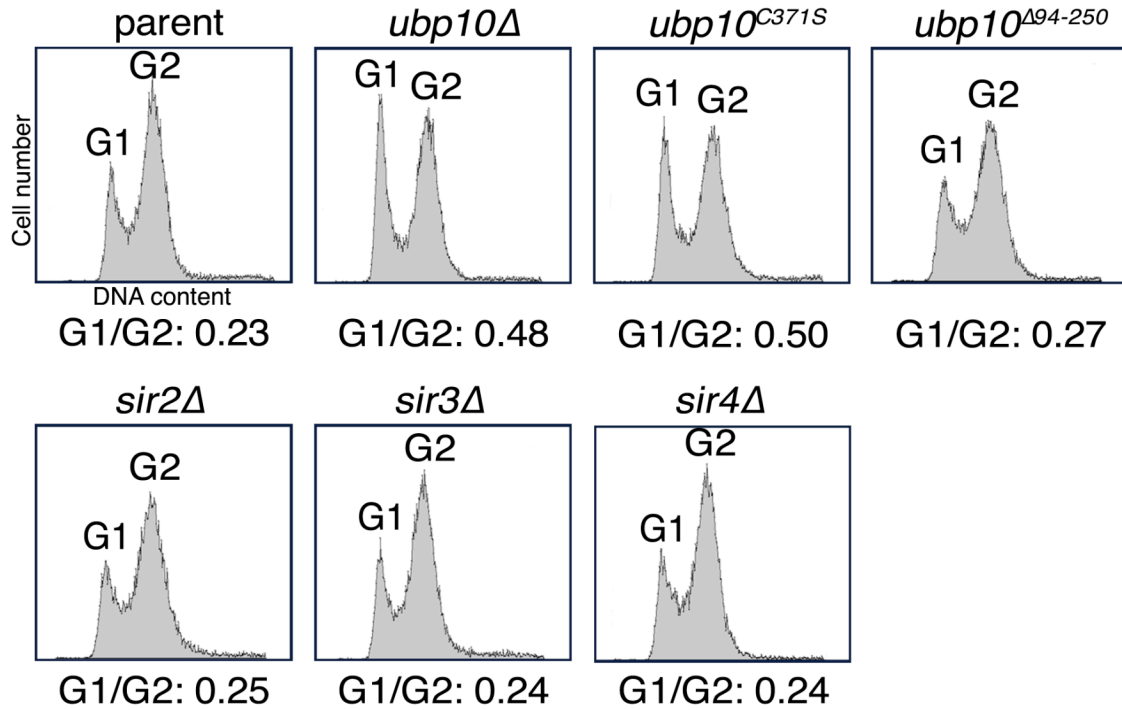 parent
ubp10Δ
ubp10C371S
ubp10Δ94-250
Cell number
G1
G2
G1
G2
G1
G2
G1
G2
DNA content
G1/G2: 0.23
G1/G2: 0.48
G1/G2: 0.50
G1/G2: 0.27
sir2Δ
sir3Δ
sir4Δ
G1
G2
G1
G2
G1
G2
G1/G2: 0.25
G1/G2: 0.24
G1/G2: 0.24